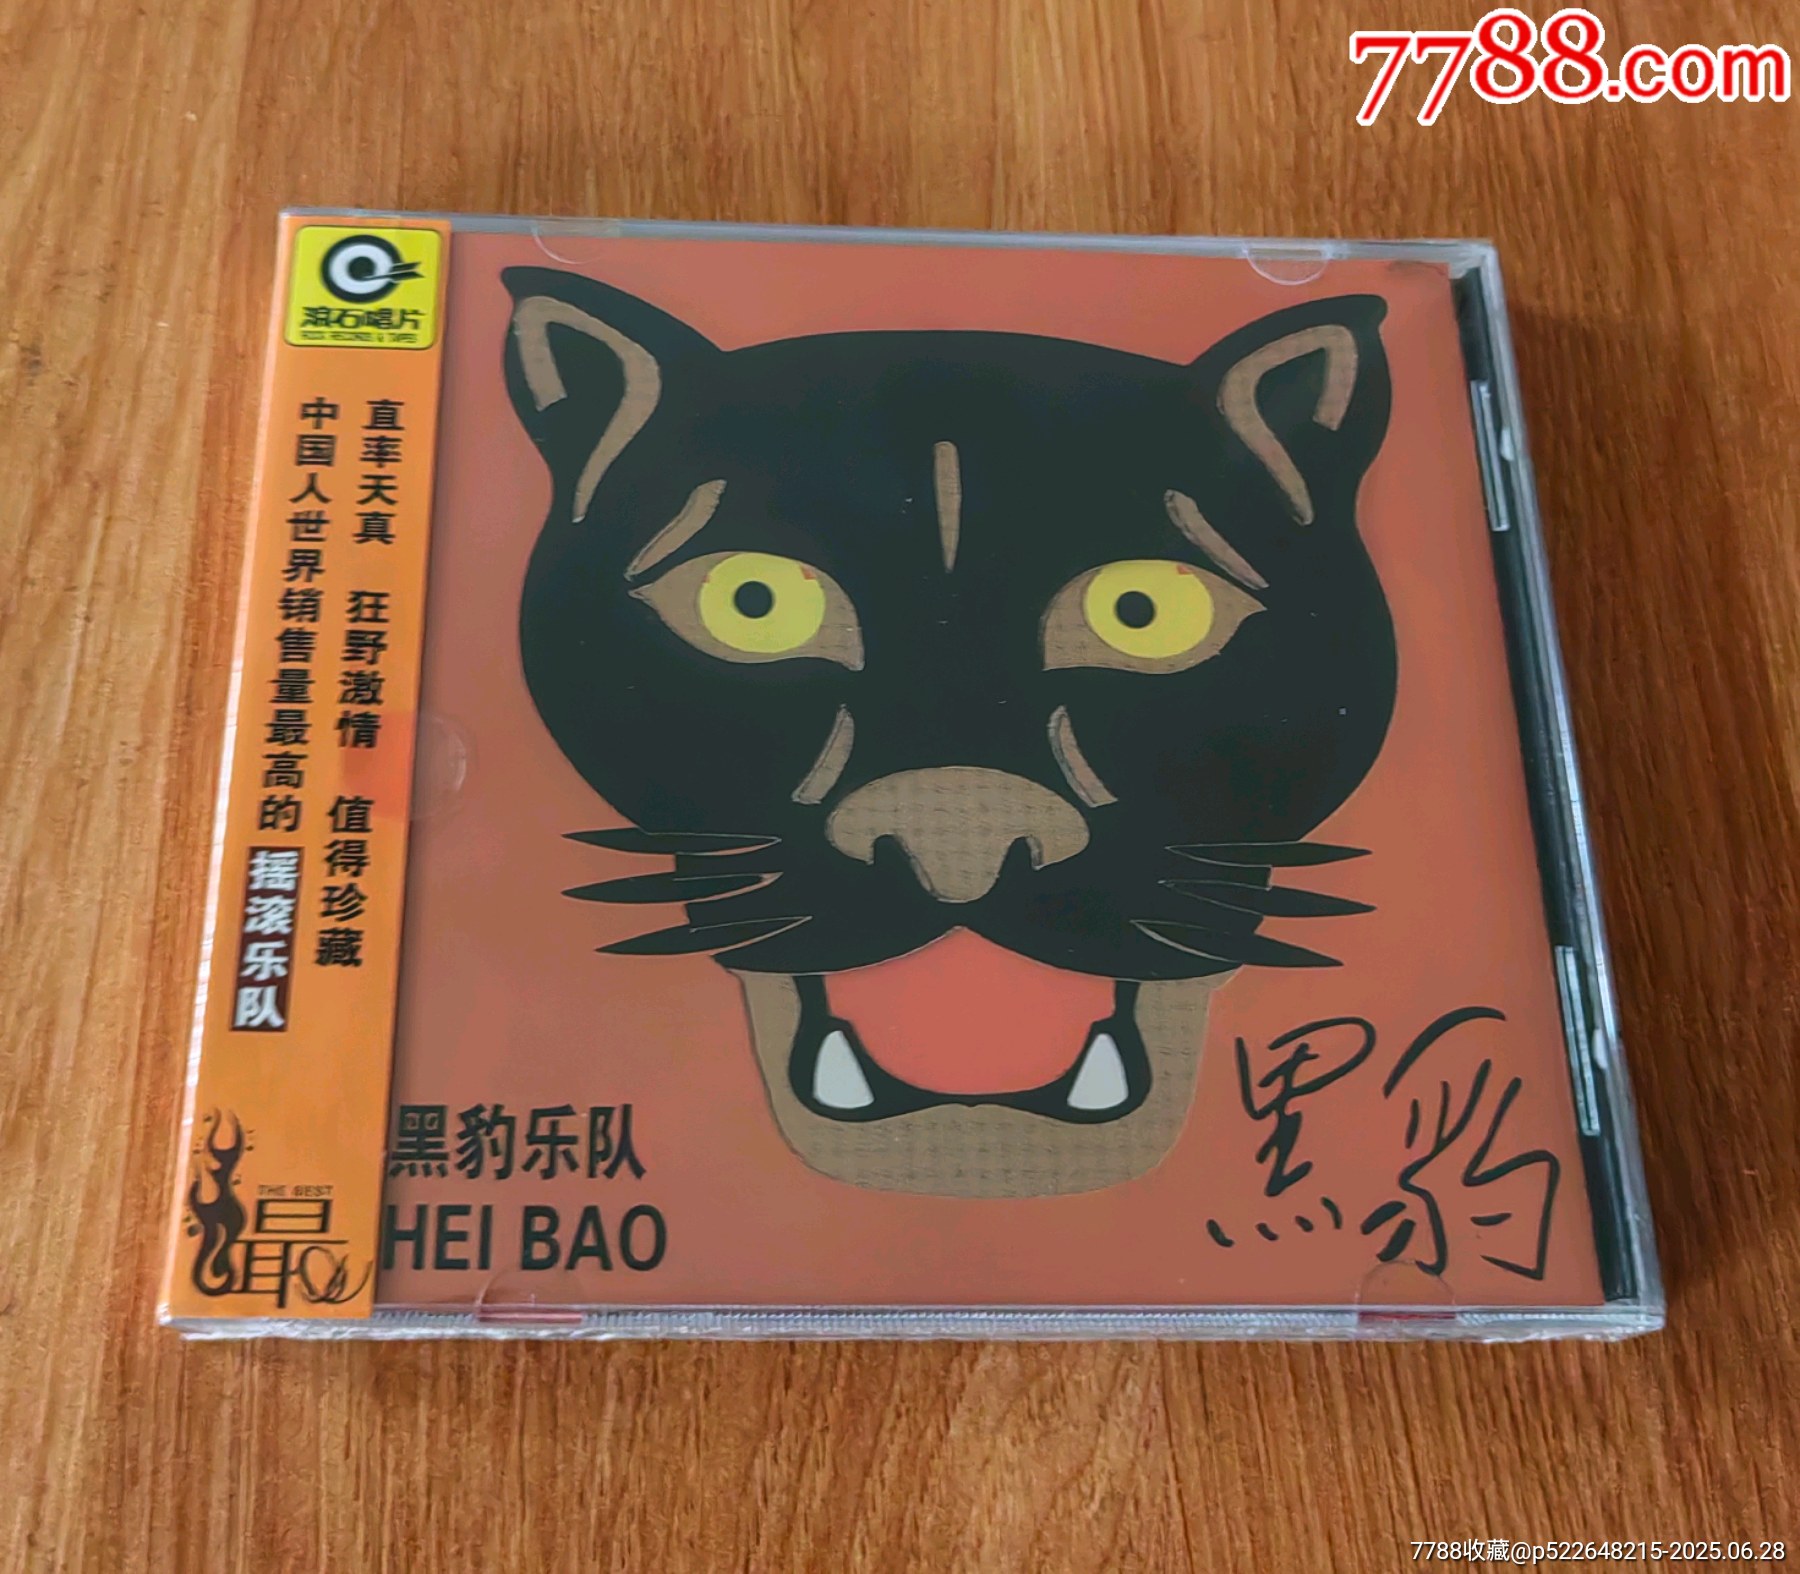 7788.com
滚石唱片
直率天真 狂野激情 值得珍藏
中国人世界销售量最高的摇滚乐队
THE BEST
最
黑豹乐队
HEI BAO
黑豹
7788收藏@p522648215-2025.06.28